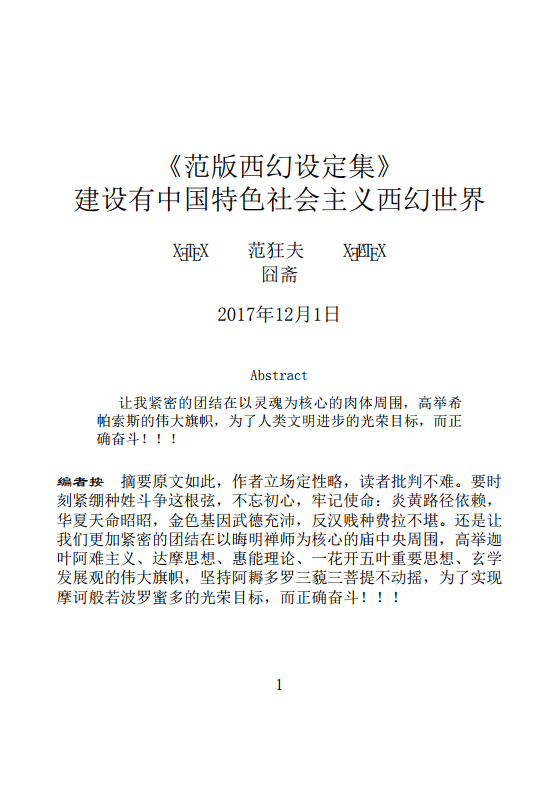 《范版西幻设定集》
建设有中国特色社会主义西幻世界
XƎTEX 范狂夫 XƎLATEX
囧斋
2017年12月1日
Abstract
让我紧密的团结在以灵魂为核心的肉体周围，高举希
帕索斯的伟大旗帜，为了人类文明进步的光荣目标，而正
确奋斗！！！
编者按 摘要原文如此，作者立场定性略，读者批判不难。要时
刻紧绷种姓斗争这根弦，不忘初心，牢记使命：炎黄路径依赖，
华夏天命昭昭，金色基因武德充沛，反汉贱种费拉不堪。还是让
我们更加紧密的团结在以晦明禅师为核心的庙中央周围，高举迦
叶阿难主义、达摩思想、惠能理论、一花开五叶重要思想、玄学
发展观的伟大旗帜，坚持阿耨多罗三藐三菩提不动摇，为了实现
摩诃般若波罗蜜多的光荣目标，而正确奋斗！！！
1